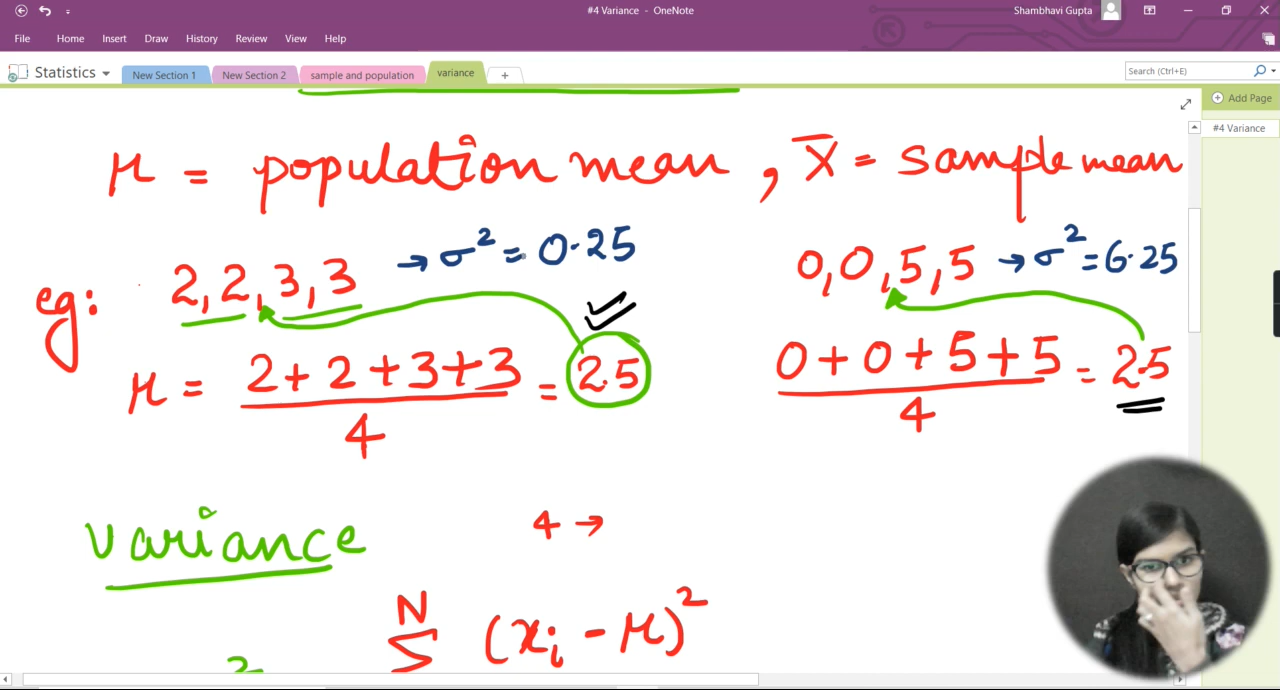 #4 Variance - OneNote
Shambhavi Gupta
File Home Insert Draw History Review View Help
Statistics
New Section 1 New Section 2 sample and population variance +
Search (Ctrl+E)
Add Page
#4 Variance
μ = population mean, X̅ = sample mean
eg: 2, 2, 3, 3 → σ² = 0.25
0, 0, 5, 5 → σ² = 6.25
μ = 2+2+3+3 / 4 = 2.5
0+0+5+5 / 4 = 2.5
variance
4 →
N
Σ (xᵢ - μ)²
2